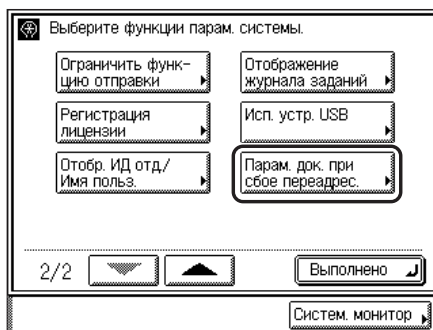 Выберите функции парам. системы.
Ограничить функ-
цию отправки
Отображение
журнала заданий
Регистрация
лицензии
Исп. устр. USB
Отобр. ИД отд./
Имя польз.
Парам. док. при
сбое переадрес.
2/2
Выполнено
Систем. монитор